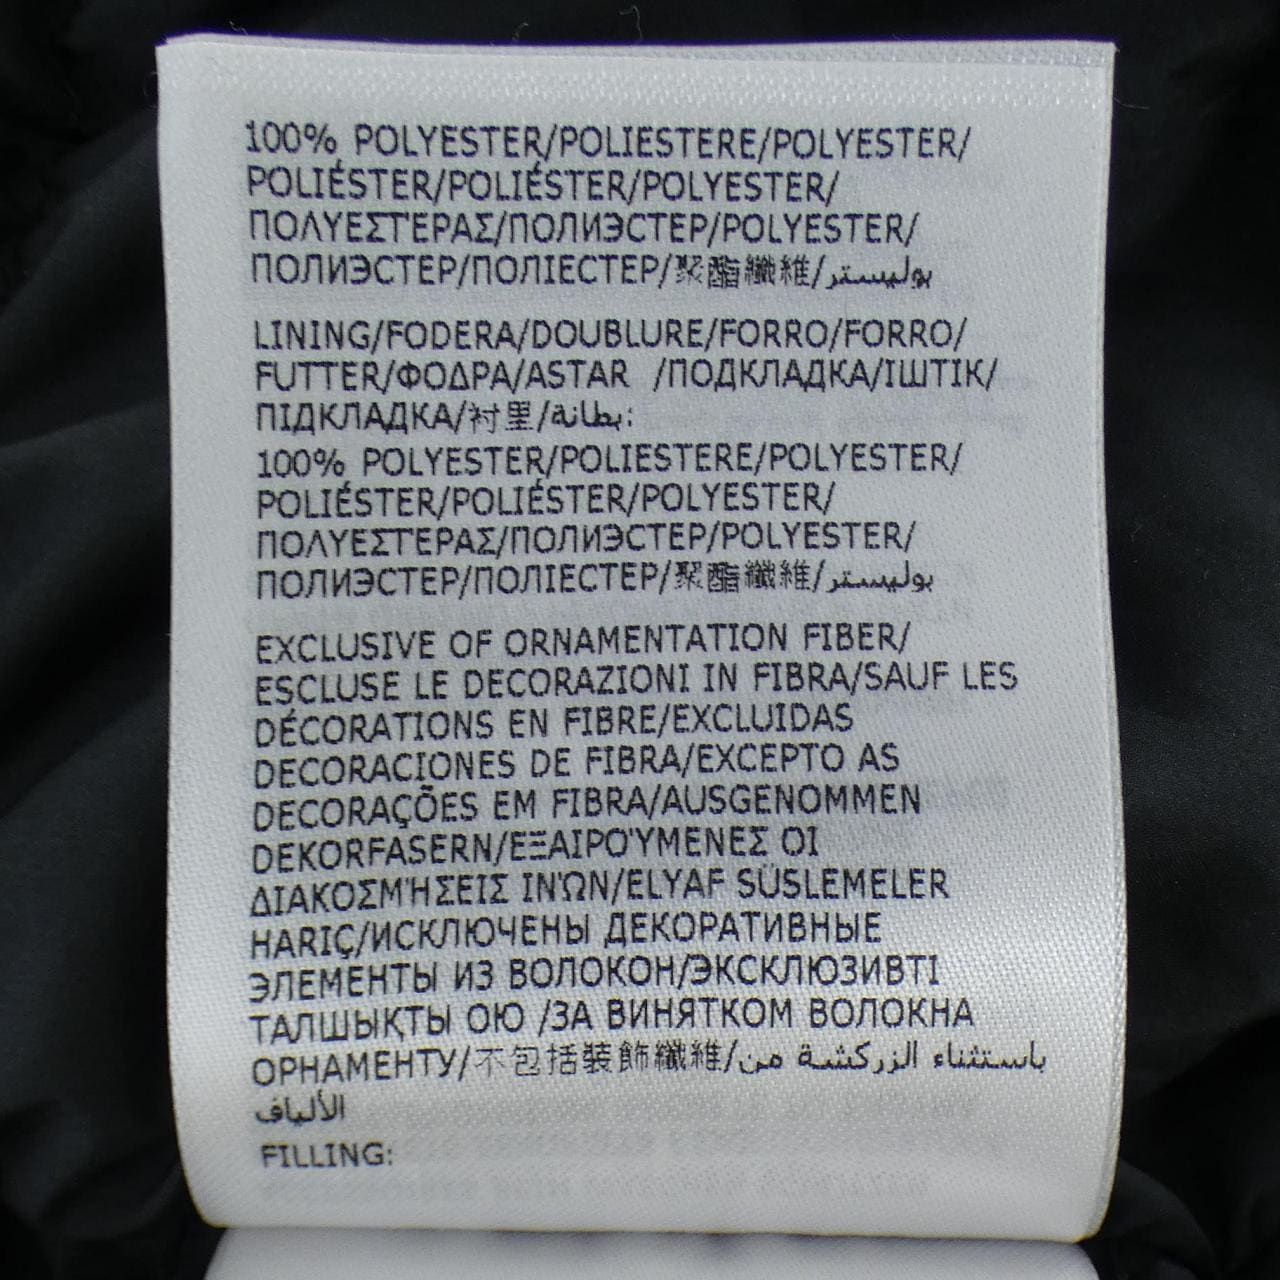 100% POLYESTER/POLIESTERE/POLYESTER/
POLIÉSTER/POLIÉSTER/POLYESTER/
ΠΟΛΥΕΣΤΈΡΑΣ/ПОЛИЭСТЕР/POLYESTER/
ПОЛИЭСТЕР/ПОЛІЕСТЕР/聚酯纖維/بوليستر
LINING/FODERA/DOUBLURE/FORRO/FORRO/
FUTTER/ΦΟΔΡΑ/ASTAR /ПОДКЛАДКА/ІШТІК/
ПІДКЛАДКА/衬里/بطانة:
100% POLYESTER/POLIESTERE/POLYESTER/
POLIÉSTER/POLIÉSTER/POLYESTER/
ΠΟΛΥΕΣΤΈΡΑΣ/ПОЛИЭСТЕР/POLYESTER/
ПОЛИЭСТЕР/ПОЛІЕСТЕР/聚酯纖維/بوليستر
EXCLUSIVE OF ORNAMENTATION FIBER/
ESCLUSE LE DECORAZIONI IN FIBRA/SAUF LES
DÉCORATIONS EN FIBRE/EXCLUIDAS
DECORACIONES DE FIBRA/EXCEPTO AS
DECORAÇÕES EM FIBRA/AUSGENOMMEN
DEKORFASERN/ΕΞΑΙΡΟΎΜΕΝΕΣ ΟΙ
ΔΙΑΚΟΣΜΉΣΕΙΣ ΙΝΏΝ/ELYAF SÜSLEMELER
HARIÇ/ИСКЛЮЧЕНЫ ДЕКОРАТИВНЫЕ
ЭЛЕМЕНТЫ ИЗ ВОЛОКОН/ЭКСКЛЮЗИВТІ
ТАЛШЫҚТЫ ОЮ /ЗА ВИНЯТКОМ ВОЛОКНА
ОРНАМЕНТУ/不包括裝飾纖維/باستثناء الزركشة من
الألياف
FILLING: